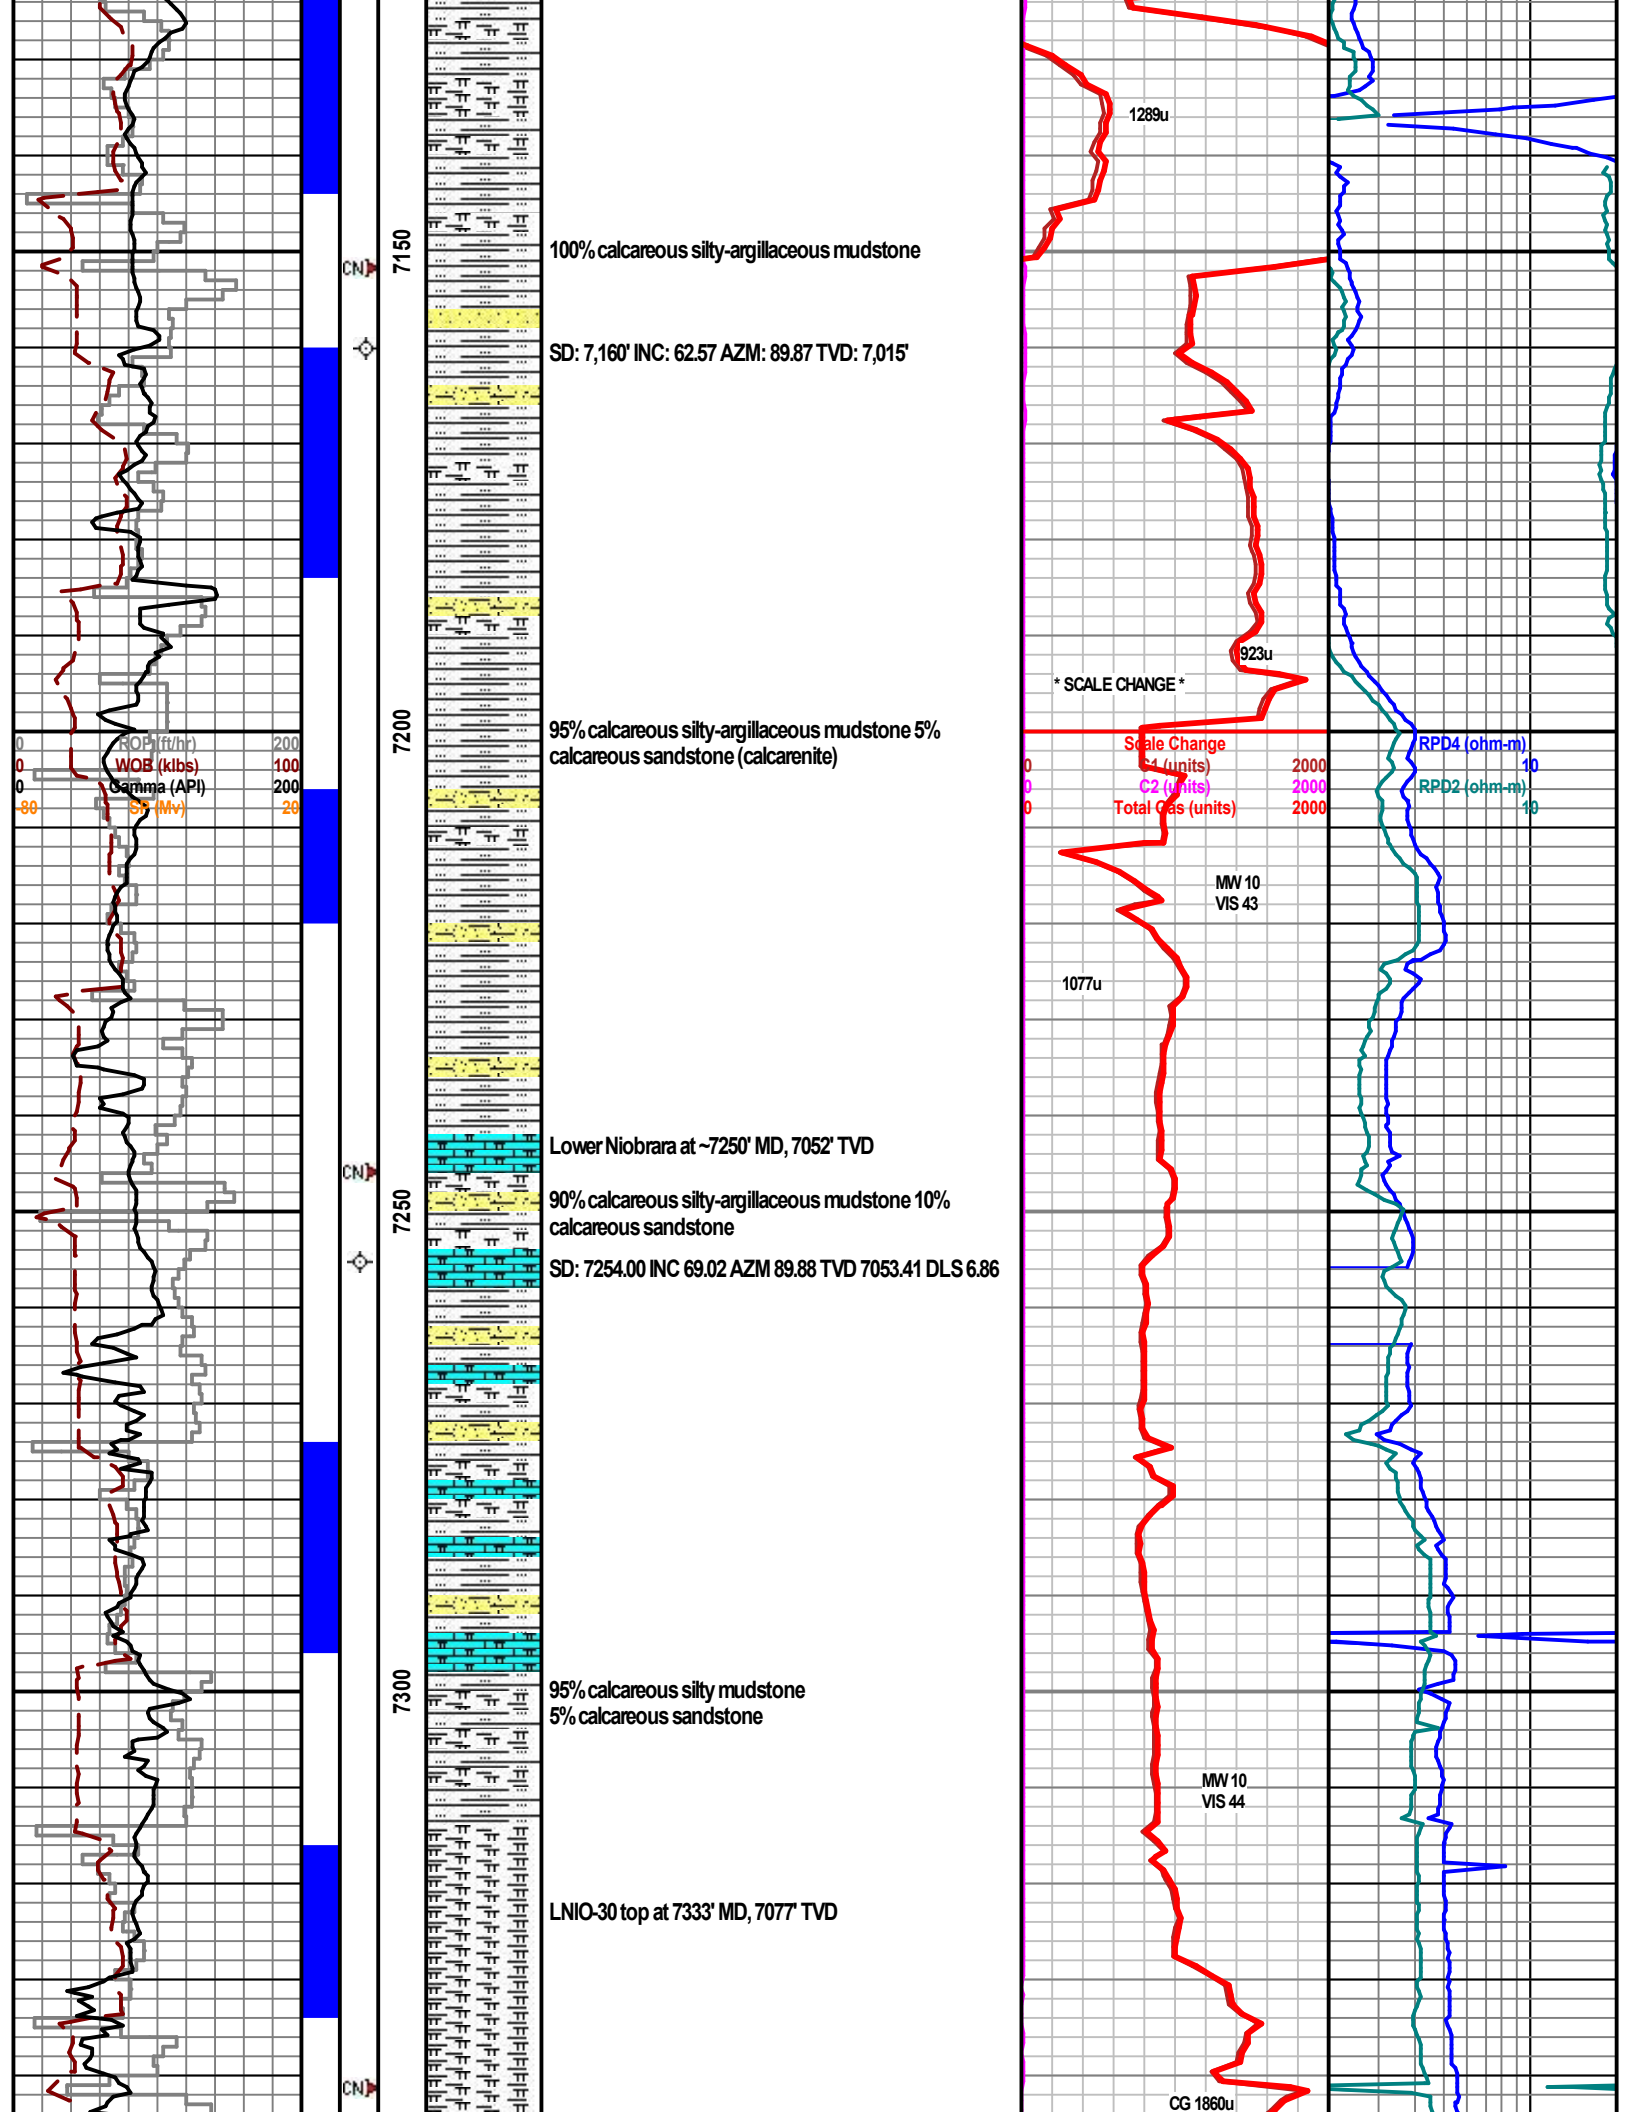 1289u
7150
100% calcareous silty-argillaceous mudstone
CN
SD: 7,160' INC: 62.57 AZM: 89.87 TVD: 7,015'
923u
* SCALE CHANGE *
7200
95% calcareous silty-argillaceous mudstone 5%
calcareous sandstone (calcarenite)
0 ROP (ft/hr) 200
0 WOB (klbs) 100
0 Gamma (API) 200
-80 SP (Mv) 20
Scale Change
0 C1 (units) 2000
0 C2 (units) 2000
0 Total Gas (units) 2000
RPD4 (ohm-m)
10
RPD2 (ohm-m)
10
MW 10
VIS 43
1077u
Lower Niobrara at ~7250' MD, 7052' TVD
CN
7250
90% calcareous silty-argillaceous mudstone 10%
calcareous sandstone
SD: 7254.00 INC 69.02 AZM 89.88 TVD 7053.41 DLS 6.86
7300
95% calcareous silty mudstone
5% calcareous sandstone
MW 10
VIS 44
LNIO-30 top at 7333' MD, 7077' TVD
CN
CG 1860u